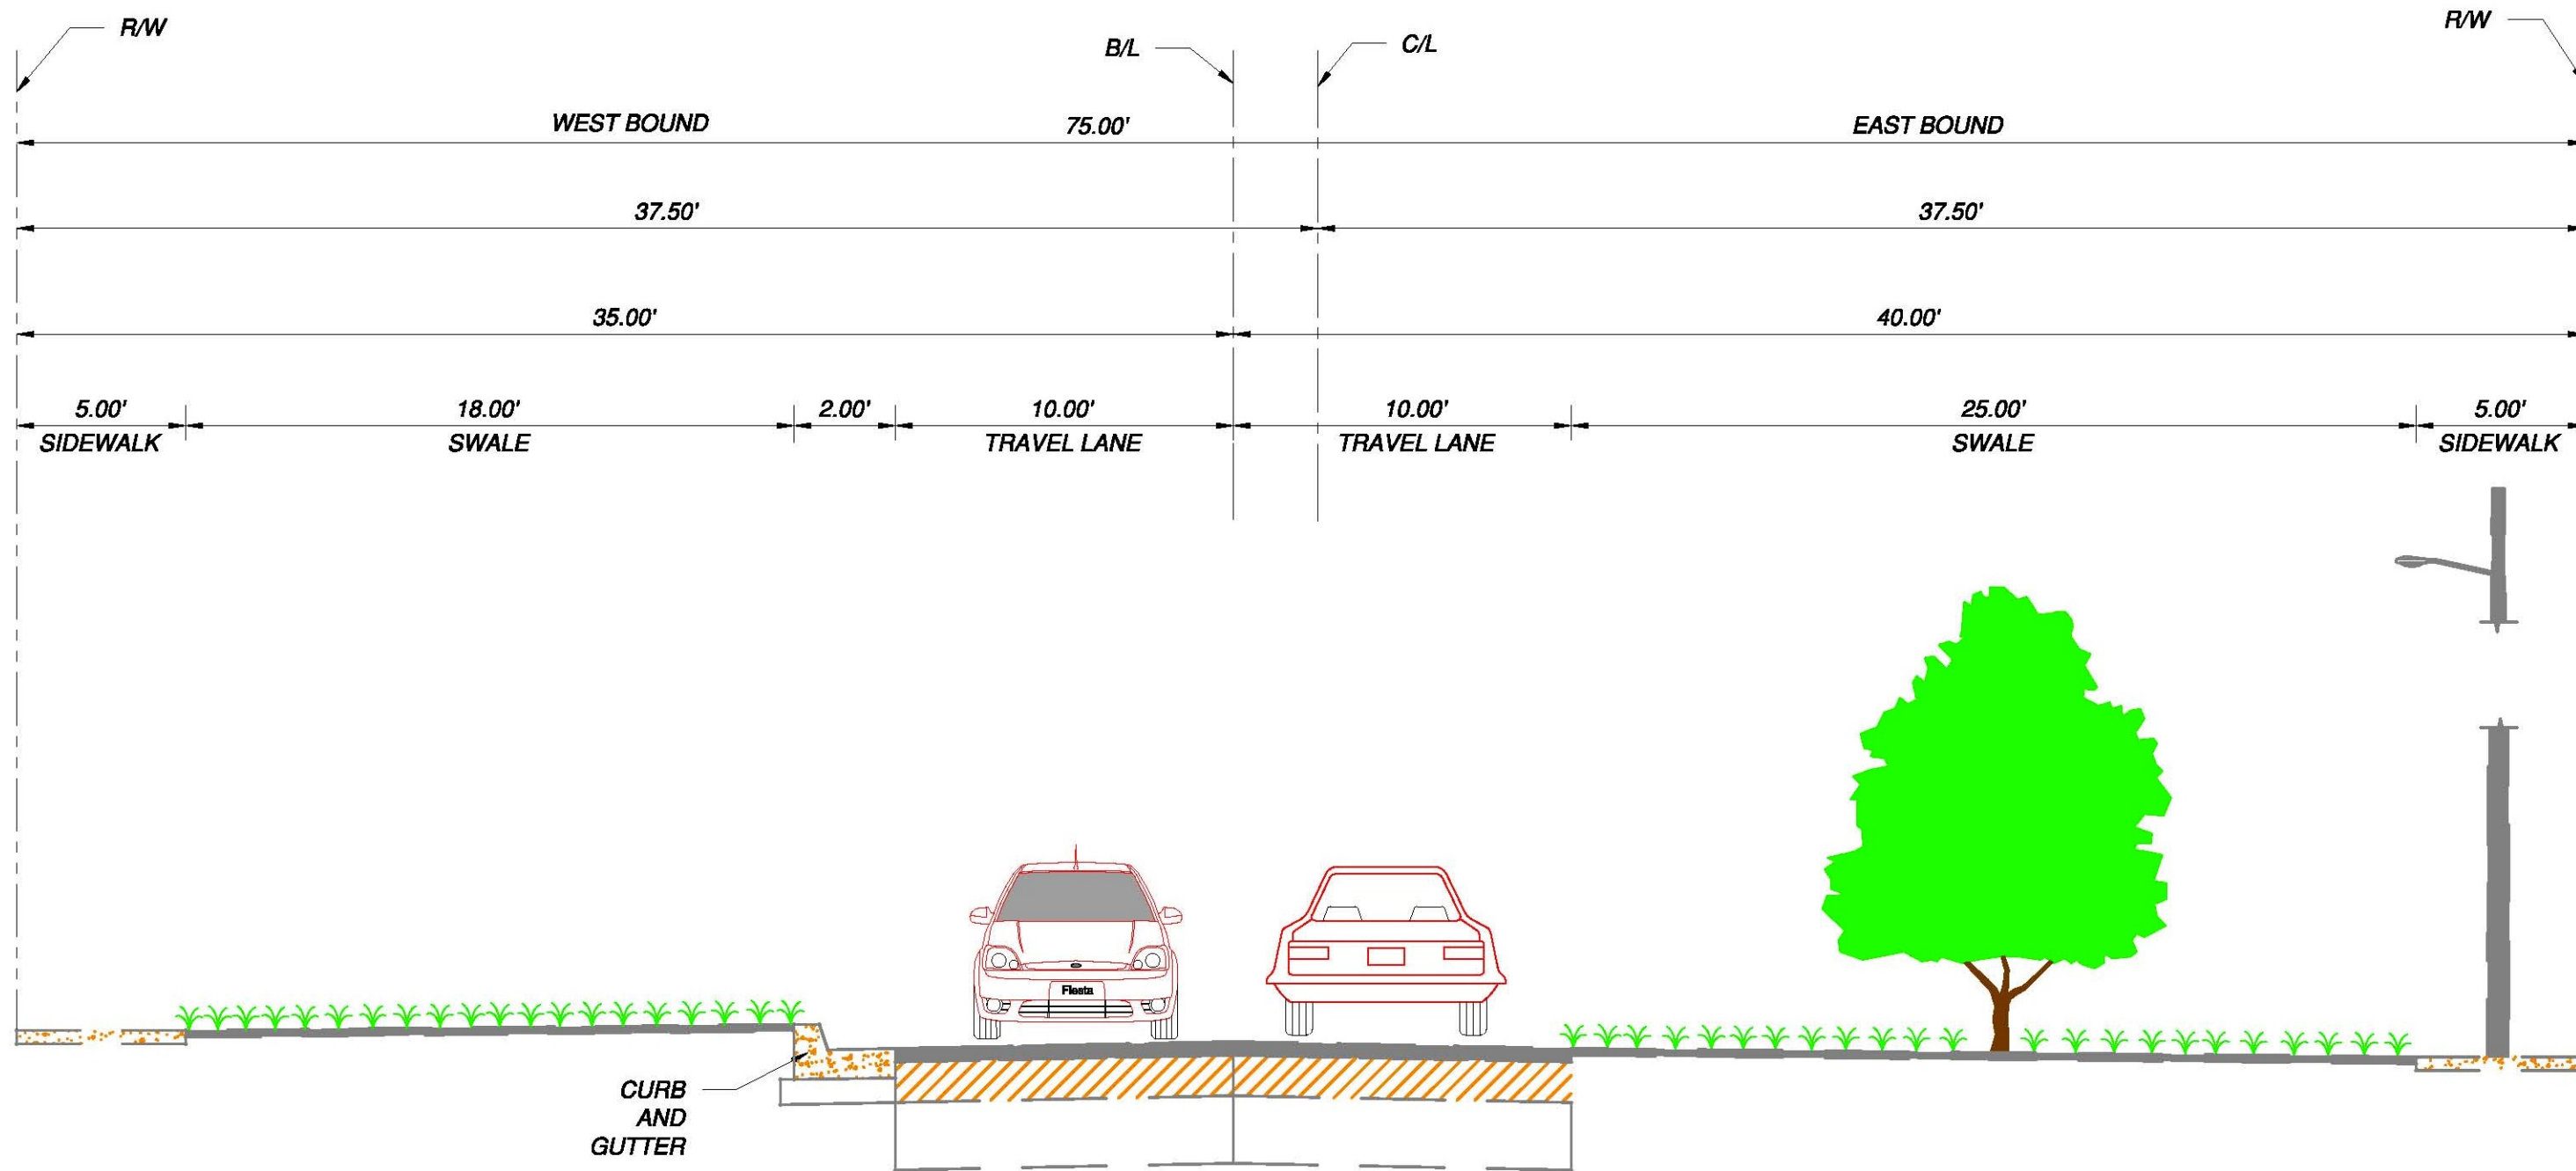 R/W
R/W
B/L
C/L
WEST BOUND
75.00'
EAST BOUND
37.50'
37.50'
35.00'
40.00'
5.00'
18.00'
2.00'
10.00'
10.00'
25.00'
5.00'
SIDEWALK
SWALE
TRAVEL LANE
TRAVEL LANE
SWALE
SIDEWALK
Fiesta
CURB
AND
GUTTER